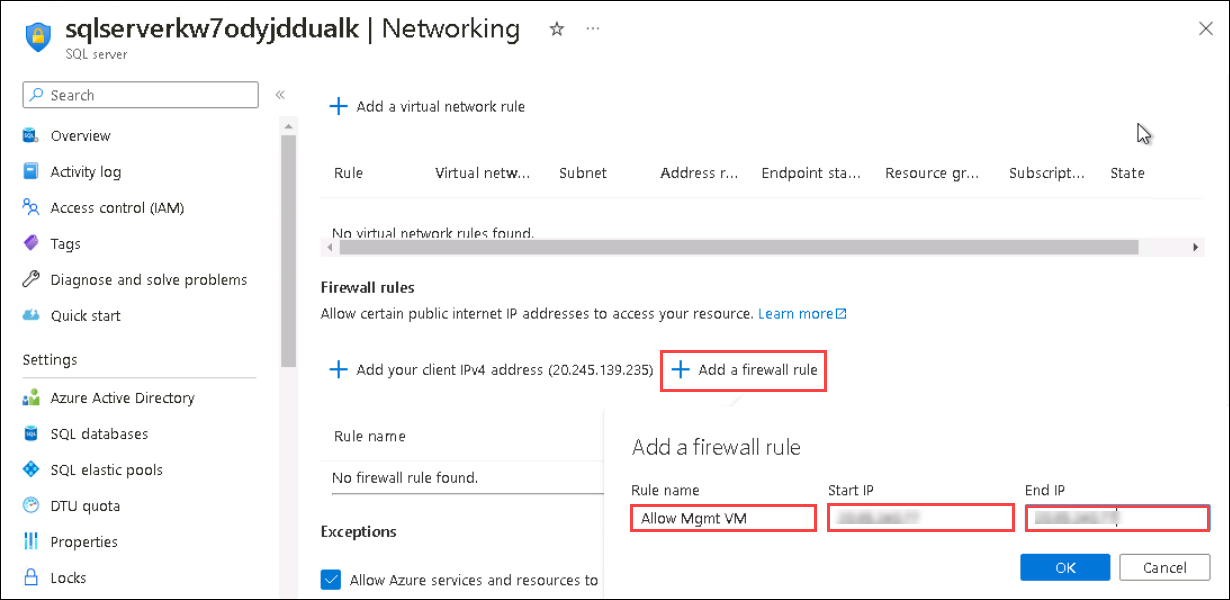 sqlserverkw7odyjddualk | Networking
SQL server
Search
Overview
Activity log
Access control (IAM)
Tags
Diagnose and solve problems
Quick start
Settings
Azure Active Directory
SQL databases
SQL elastic pools
DTU quota
Properties
Locks
Add a virtual network rule
Rule Virtual netw... Subnet Address r... Endpoint sta... Resource gr... Subscript... State
No virtual network rules found.
Firewall rules
Allow certain public internet IP addresses to access your resource. Learn more
Add your client IPv4 address (20.245.139.235) Add a firewall rule
Rule name
No firewall rule found.
Exceptions
Allow Azure services and resources to
Add a firewall rule
Rule name Start IP End IP
Allow Mgmt VM
OK Cancel